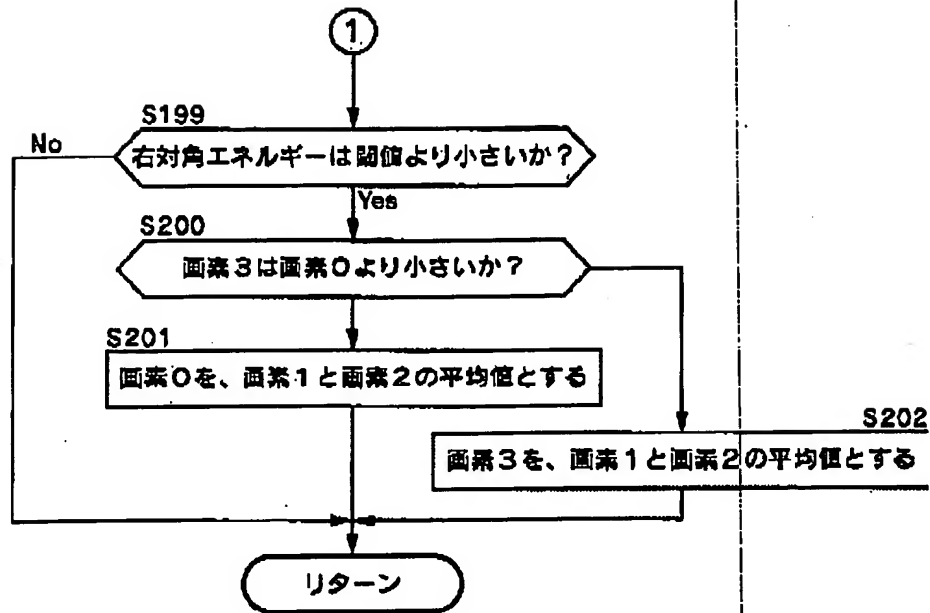 1
S199
No
右対角エネルギーは閾値より小さいか?
Yes
S200
画素3は画素0より小さいか?
S201
画素0を、画素1と画素2の平均値とする
S202
画素3を、画素1と画素2の平均値とする
リターン